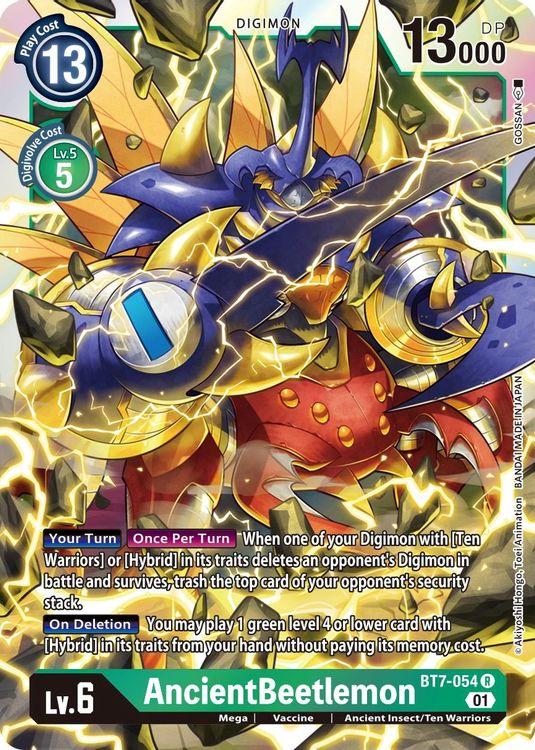 Play Cost
13
DIGIMON
13000
DP
Digivolve Cost
Lv.5
5
GOSSAN
Your Turn Once Per Turn When one of your Digimon with [Ten
Warriors] or [Hybrid] in its traits deletes an opponent's Digimon in
battle and survives, trash the top card of your opponent's security
stack.
On Deletion You may play 1 green level 4 or lower card with
[Hybrid] in its traits from your hand without paying its memory cost.
© Akiyoshi Hongo, Toei Animation BANDAI MADE IN JAPAN
Lv.6
AncientBeetlemon
BT7-054 R
01
Mega | Vaccine | Ancient Insect/Ten Warriors